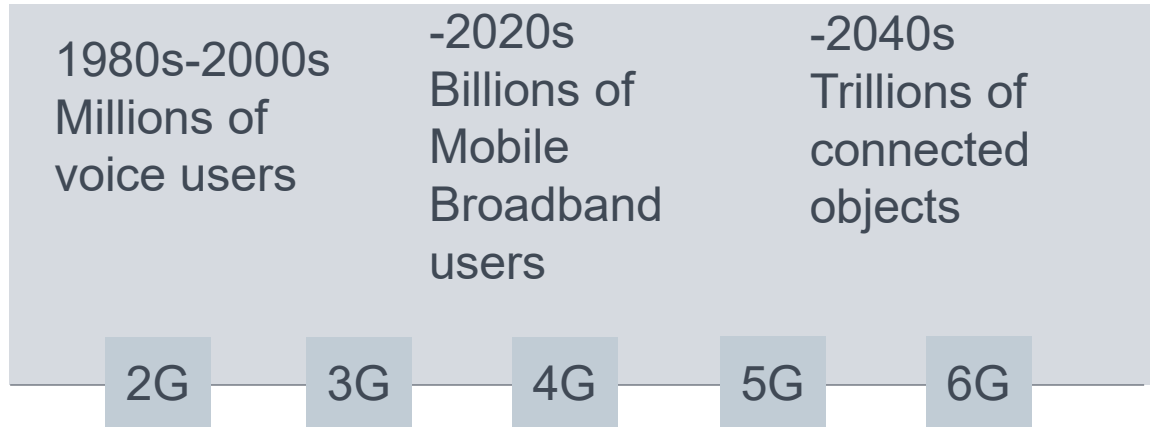 1980s-2000s
Millions of
voice users
-2020s
Billions of
Mobile
Broadband
users
-2040s
Trillions of
connected
objects
2G
3G
4G
5G
6G